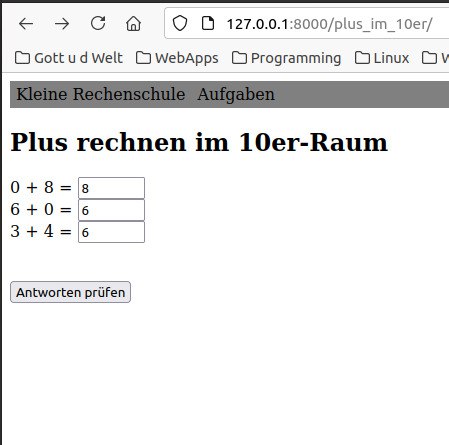 127.0.0.1:8000/plus_im_10er/
Gott u d Welt WebApps Programming Linux W
Kleine Rechenschule Aufgaben
Plus rechnen im 10er-Raum
0 + 8 = 8
6 + 0 = 6
3 + 4 = 6
Antworten prüfen